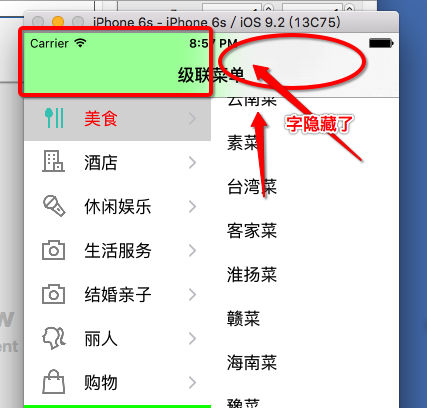 iPhone 6s - iPhone 6s / iOS 9.2 (13C75)
Carrier 8:57 PM
级联菜单
美食
酒店
休闲娱乐
生活服务
结婚亲子
丽人
购物
云南菜
字隐藏了
素菜
台湾菜
客家菜
淮扬菜
赣菜
海南菜
豫菜